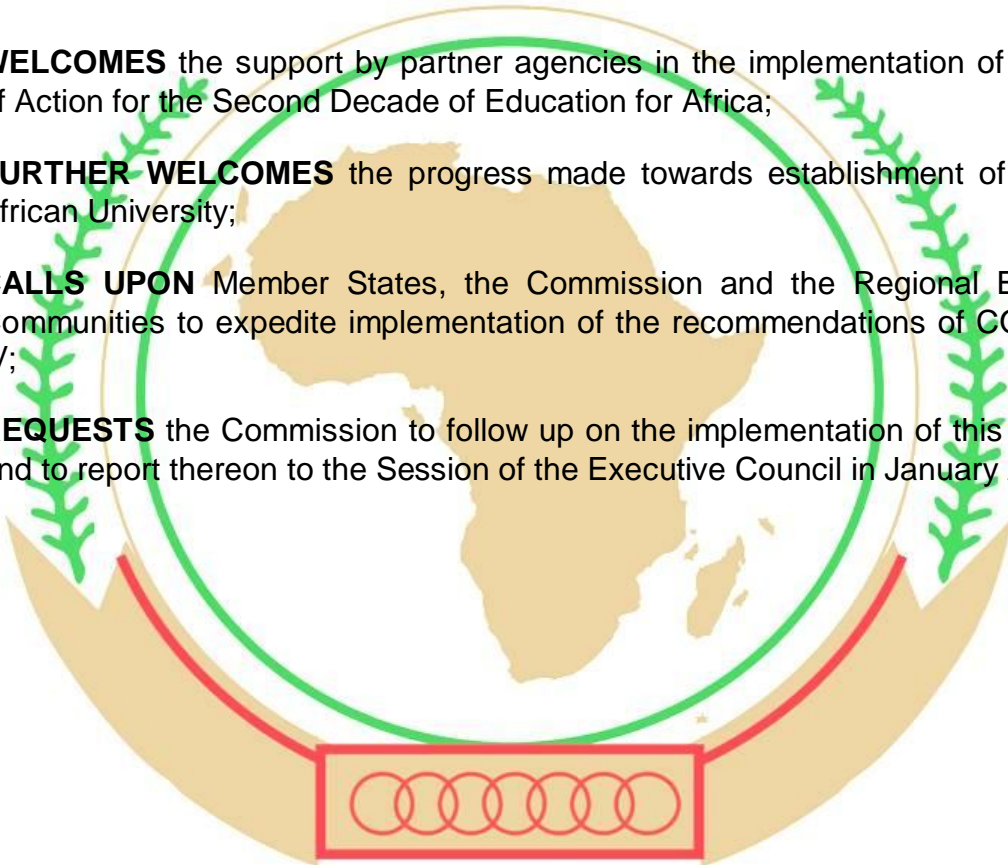 WELCOMES the support by partner agencies in the implementation of
f Action for the Second Decade of Education for Africa;
URTHER WELCOMES the progress made towards establishment of
frican University;
CALLS UPON Member States, the Commission and the Regional E
ommunities to expedite implementation of the recommendations of CO
V;
REQUESTS the Commission to follow up on the implementation of this
nd to report thereon to the Session of the Executive Council in January